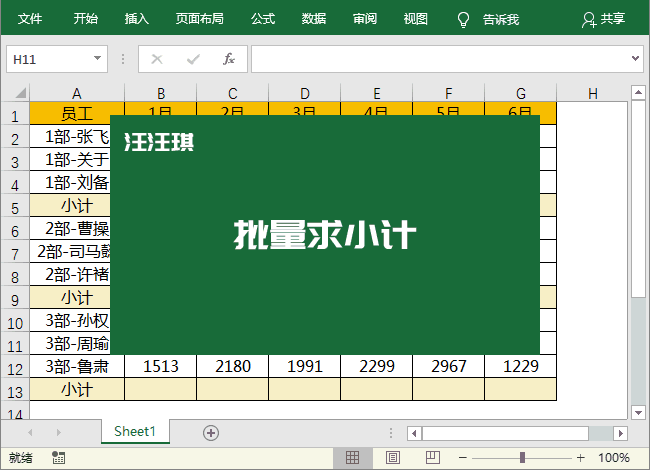 文件 开始 插入 页面布局 公式 数据 审阅 视图 告诉我 共享
H11 fx
A B C D E F G H
1 员工 1月 2月 3月 4月 5月 6月
2 1部-张飞
汪汪琪
3 1部-关于
4 1部-刘备
5 小计
6 2部-曹操
批量求小计
7 2部-司马懿
8 2部-许褚
9 小计
10 3部-孙权
11 3部-周瑜
12 3部-鲁肃 1513 2180 1991 2299 2967 1229
13 小计
14
Sheet1
就绪 100%